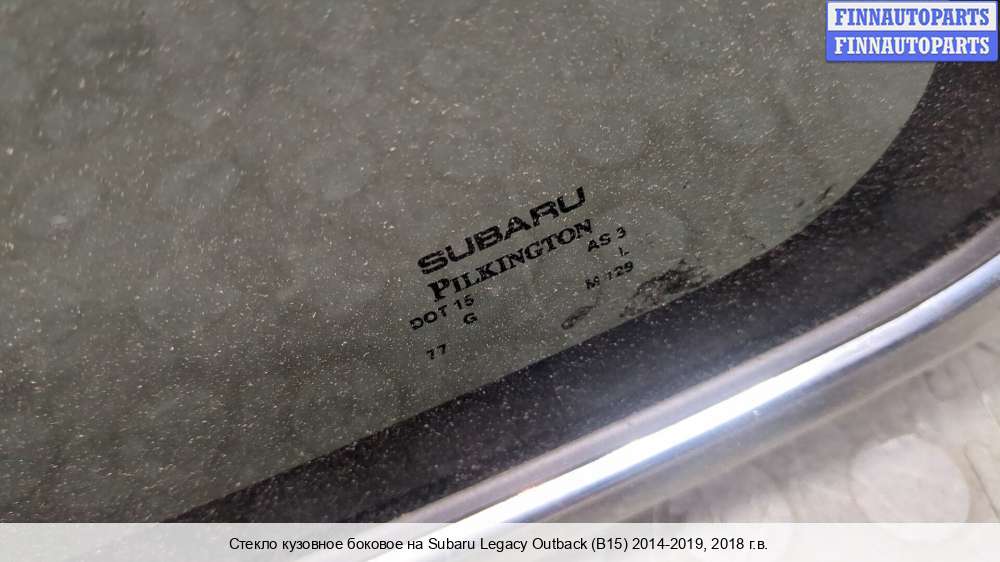 FINNAUTOPARTS
FINNAUTOPARTS
SUBARU
PILKINGTON
DOT 15 AS 3
G L
M 129
77
Стекло кузовное боковое на Subaru Legacy Outback (B15) 2014-2019, 2018 г.в.